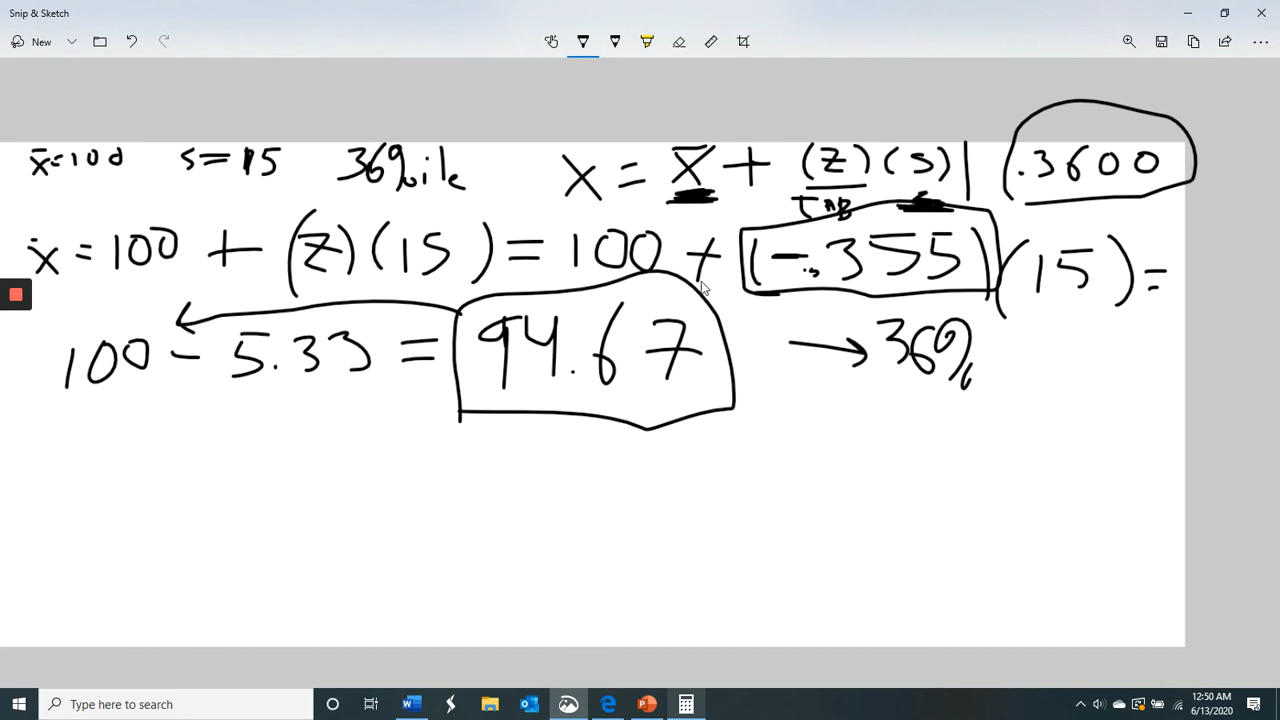 Snip & Sketch
New
x̄=100 s=15 36%ile x = x̄ + (z)(s) | .3600
TAB
x = 100 + (z)(15) = 100 + (-.355)(15) =
100 - 5.33 = 94.67 → 36%
Type here to search
12:50 AM
6/13/2020